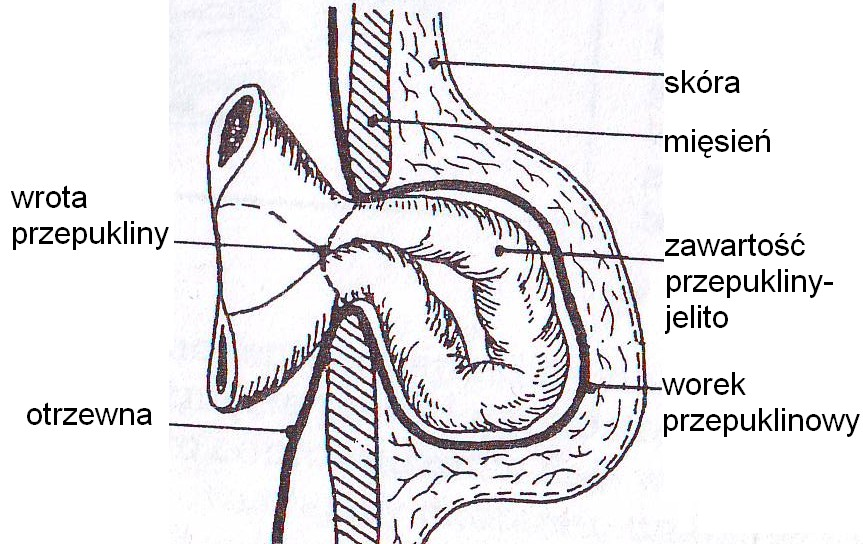 skóra
mięsień
wrota
przepukliny
zawartość
przepukliny-
jelito
worek
przepuklinowy
otrzewna